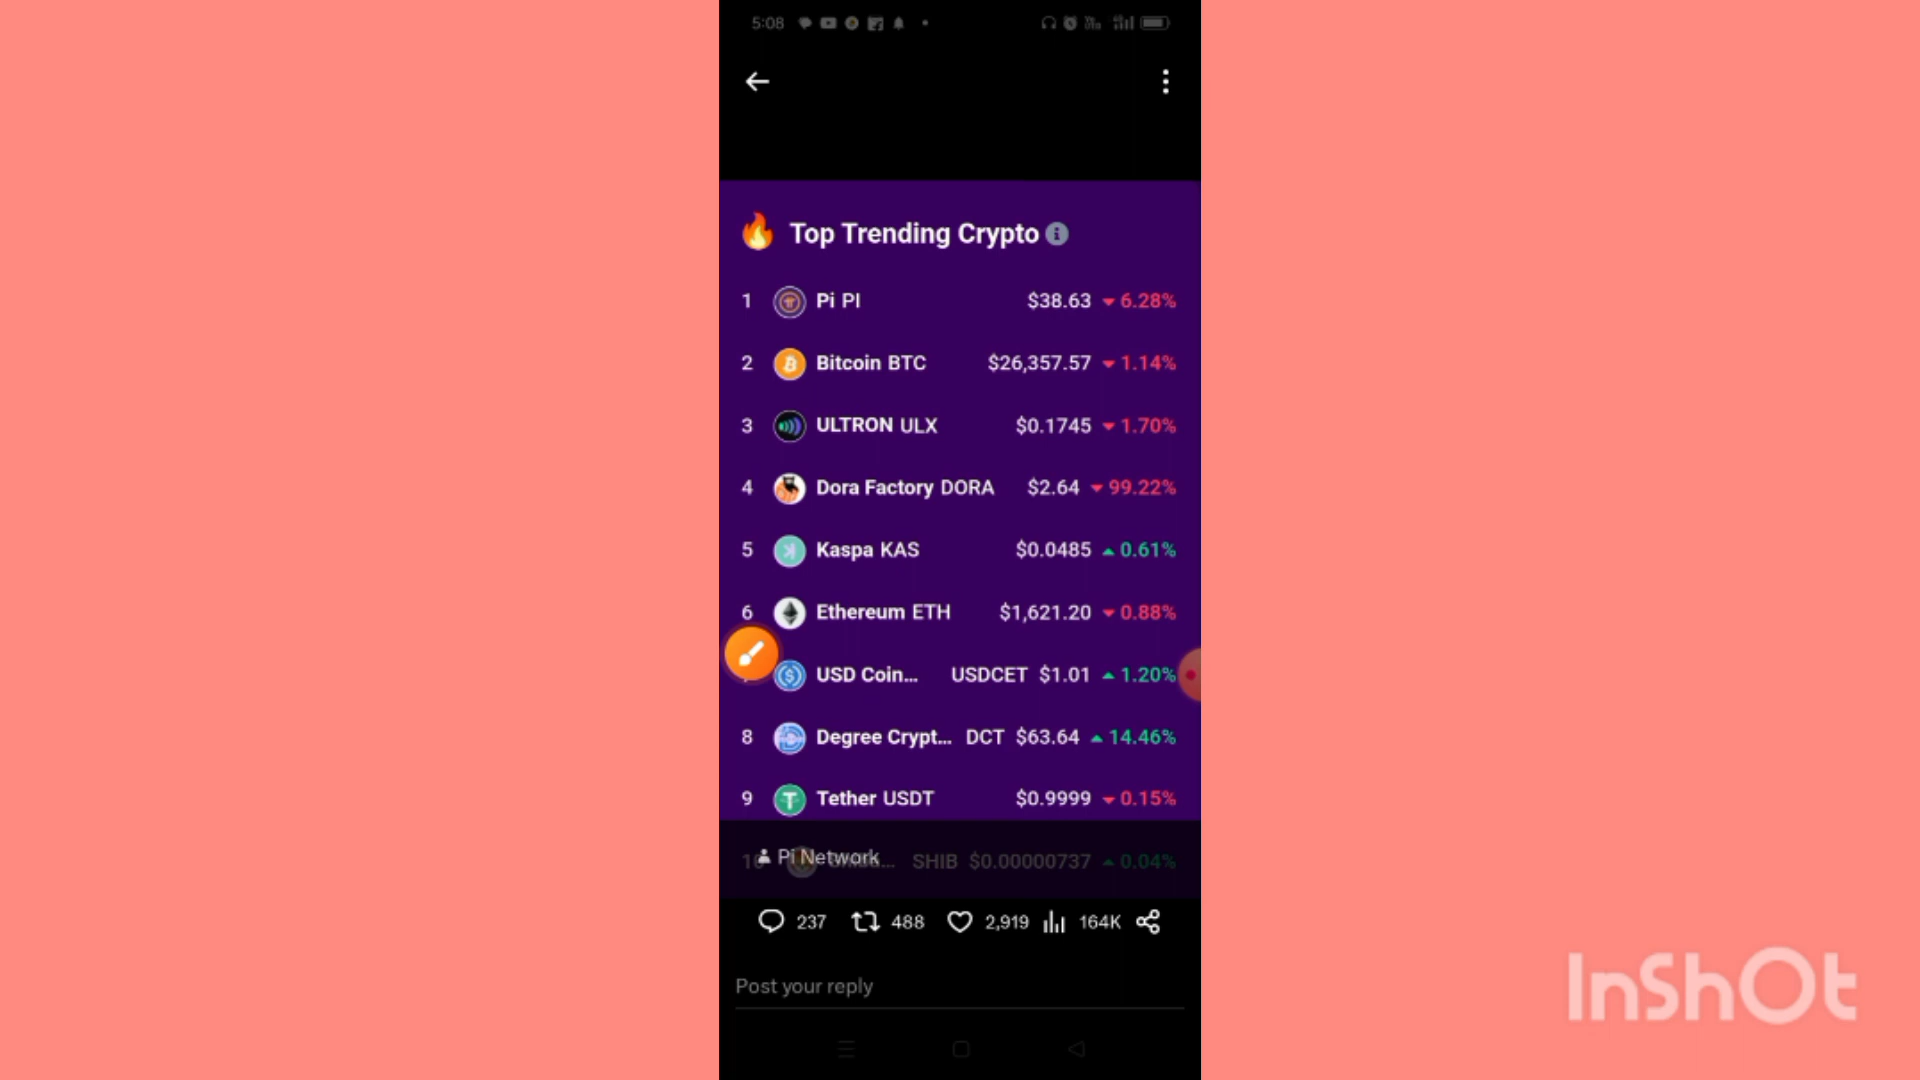 5:08
Top Trending Crypto
1 Pi PI $38.63 6.28%
2 Bitcoin BTC $26,357.57 1.14%
3 ULTRON ULX $0.1745 1.70%
4 Dora Factory DORA $2.64 99.22%
5 Kaspa KAS $0.0485 0.61%
6 Ethereum ETH $1,621.20 0.88%
USD Coin... USDCET $1.01 1.20%
8 Degree Crypt... DCT $63.64 14.46%
9 Tether USDT $0.9999 0.15%
Pi Network
SHIB $0.00000737 0.04%
237 488 2,919 164K
Post your reply
InShOt